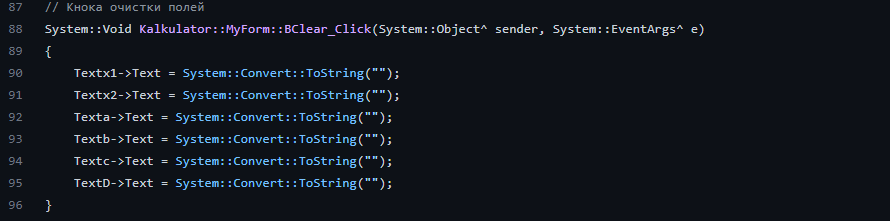 87 // Кнока очистки полей
88 System::Void Kalkulator::MyForm::BClear_Click(System::Object^ sender, System::EventArgs^ e)
89 {
90 Textx1->Text = System::Convert::ToString("");
91 Textx2->Text = System::Convert::ToString("");
92 Texta->Text = System::Convert::ToString("");
93 Textb->Text = System::Convert::ToString("");
94 Textc->Text = System::Convert::ToString("");
95 TextD->Text = System::Convert::ToString("");
96 }